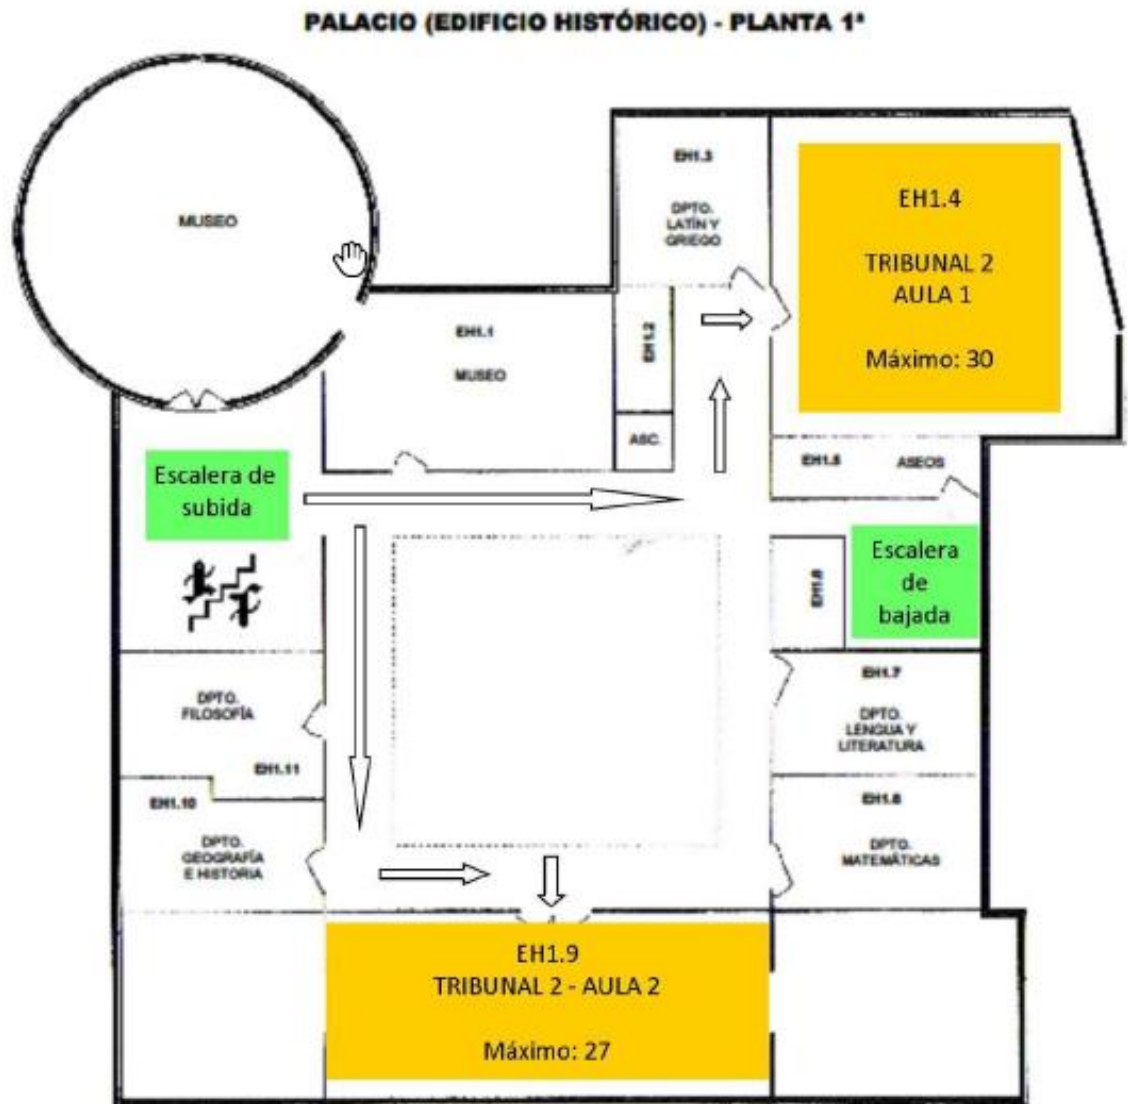 PALACIO (EDIFICIO HISTÓRICO) - PLANTA 1ª
MUSEO
EH1.3
DPTO.
LATÍN Y
GRIEGO
EH1.4
TRIBUNAL 2
AULA 1
Máximo: 30
EH1.1
MUSEO
EH1.2
ASC.
EH1.5
ASEOS
Escalera de
subida
EH1.6
Escalera
de
bajada
DPTO.
FILOSOFÍA
EH1.11
EH1.7
DPTO.
LENGUA Y
LITERATURA
EH1.10
DPTO.
GEOGRAFÍA
E HISTORIA
EH1.8
DPTO.
MATEMÁTICAS
EH1.9
TRIBUNAL 2 - AULA 2
Máximo: 27